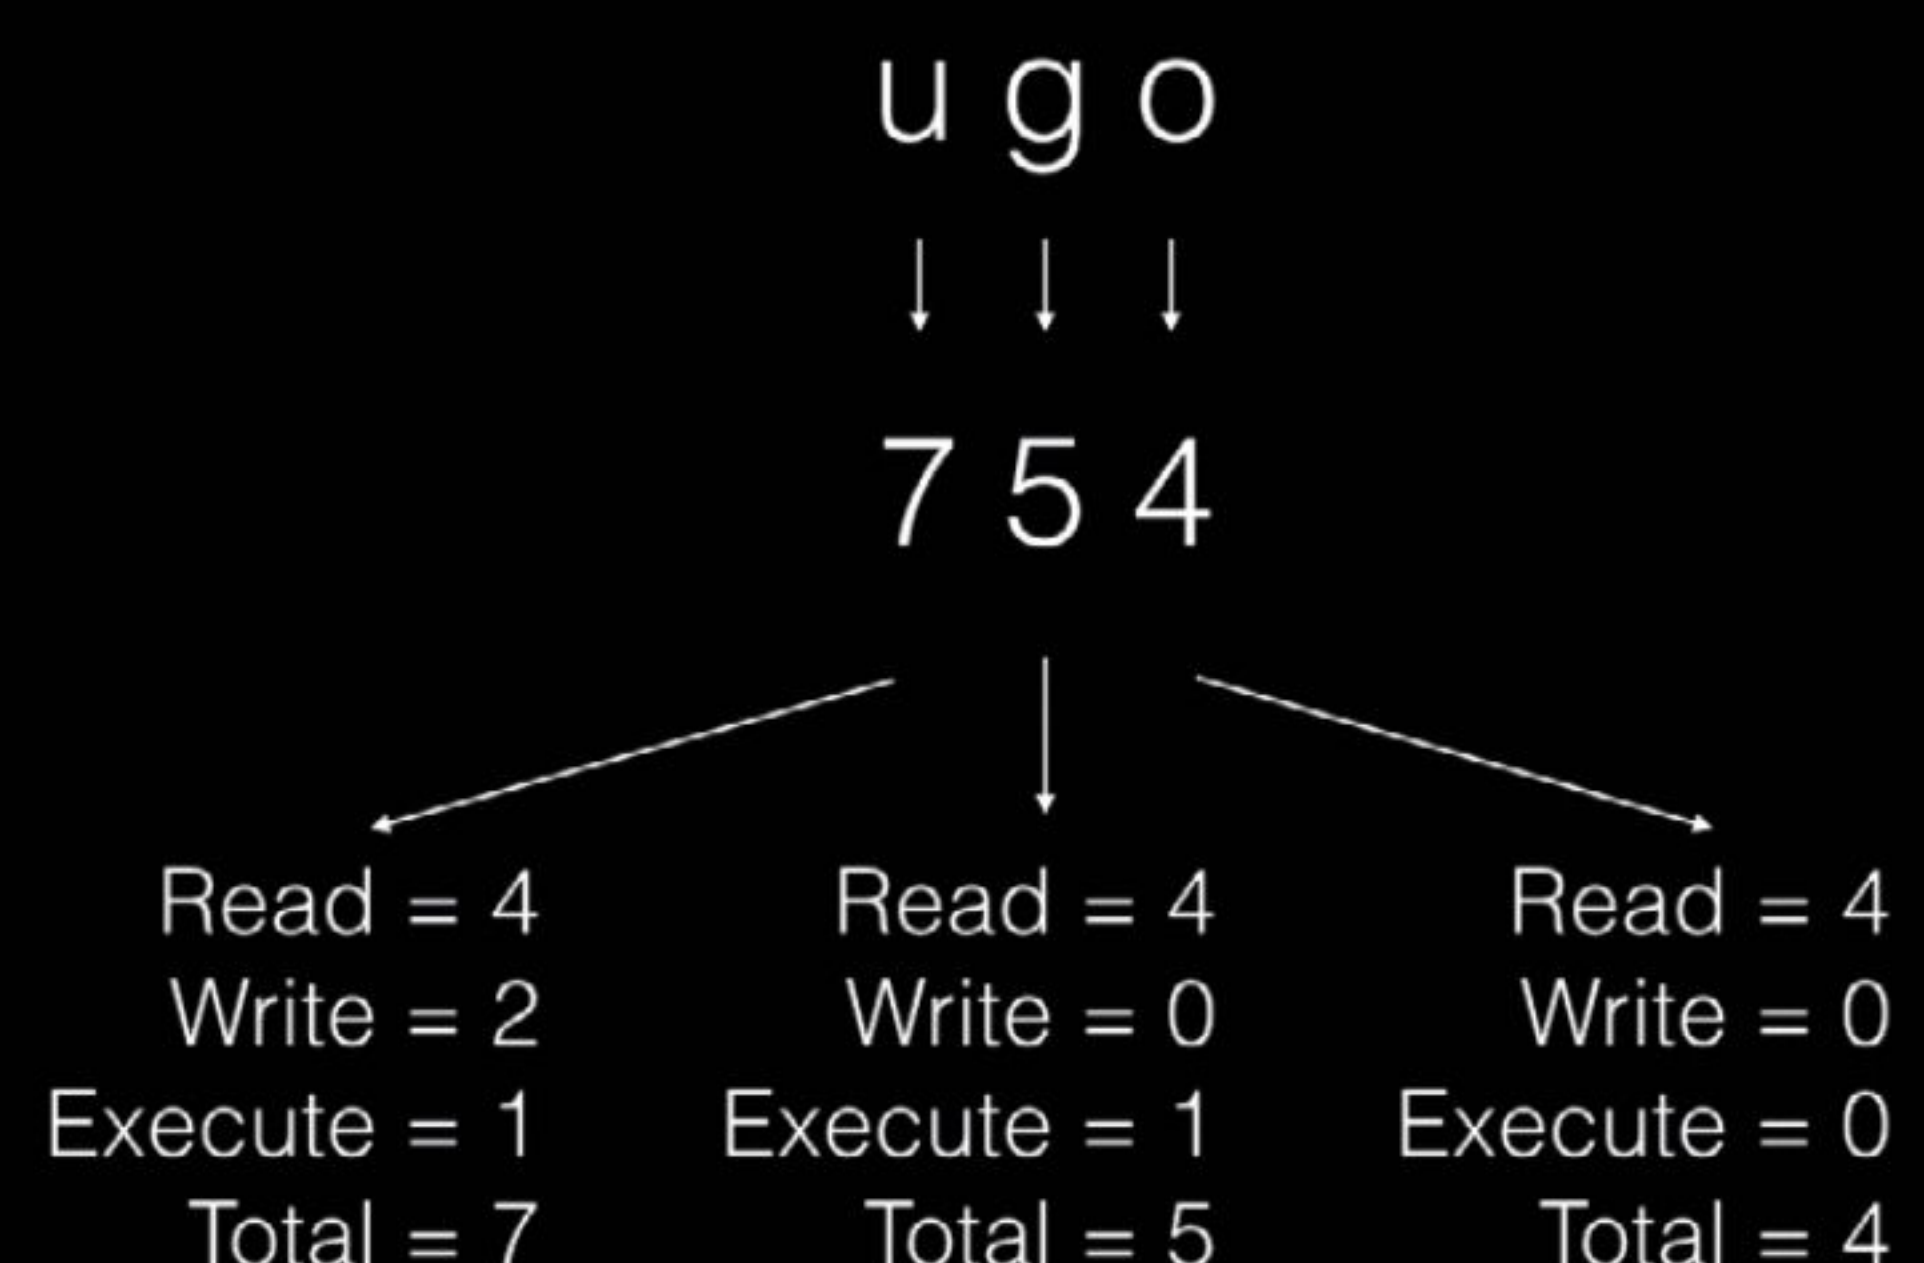 u g o
7 5 4
Read = 4 Read = 4 Read = 4
Write = 2 Write = 0 Write = 0
Execute = 1 Execute = 1 Execute = 0
Total = 7 Total = 5 Total = 4